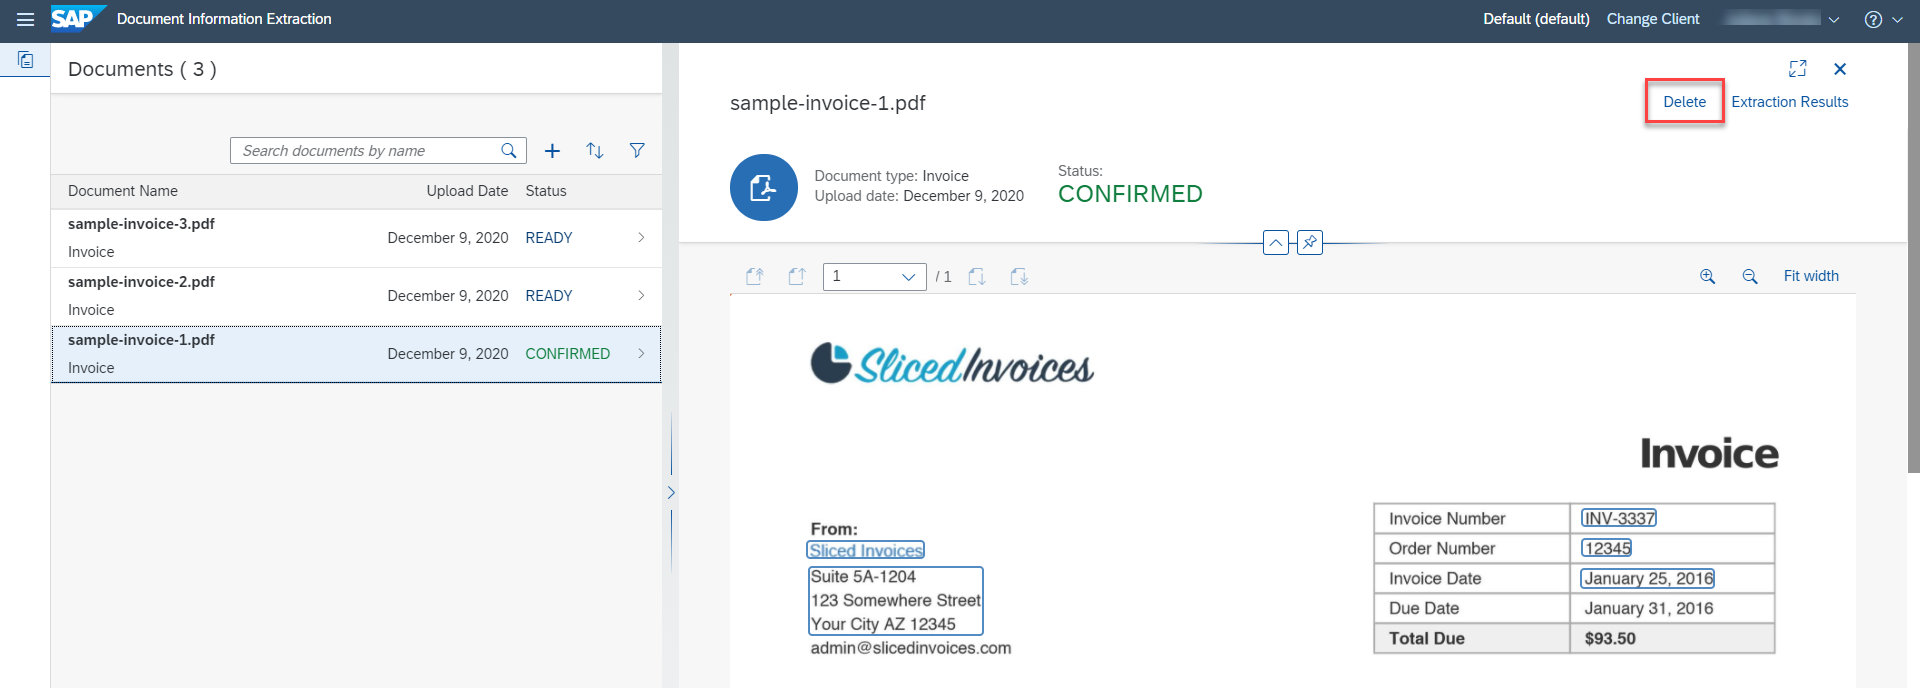 SAP Document Information Extraction
Default (default) Change Client
Documents ( 3 )
Search documents by name
Document Name Upload Date Status
sample-invoice-3.pdf
Invoice
December 9, 2020 READY
sample-invoice-2.pdf
Invoice
December 9, 2020 READY
sample-invoice-1.pdf
Invoice
December 9, 2020 CONFIRMED
sample-invoice-1.pdf
Delete Extraction Results
Document type: Invoice
Upload date: December 9, 2020
Status:
CONFIRMED
1 / 1
Fit width
Sliced Invoices
Invoice
From:
Sliced Invoices
Suite 5A-1204
123 Somewhere Street
Your City AZ 12345
admin@slicedinvoices.com
Invoice Number INV-3337
Order Number 12345
Invoice Date January 25, 2016
Due Date January 31, 2016
Total Due $93.50